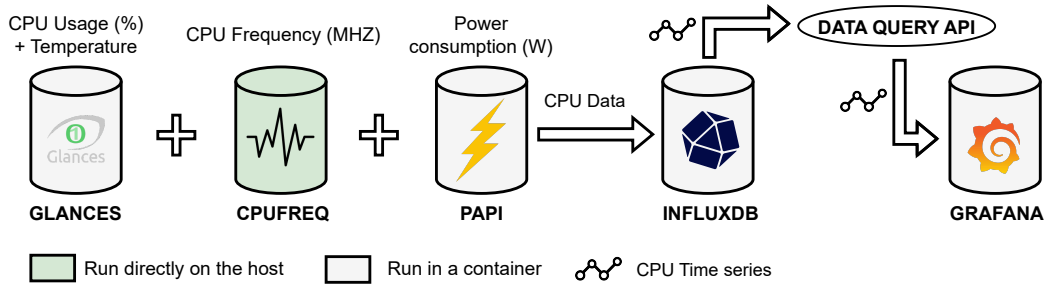 CPU Usage (%)
+ Temperature
CPU Frequency (MHZ)
Power
consumption (W)
DATA QUERY API
CPU Data
Glances
GLANCES
CPUFREQ
PAPI
INFLUXDB
GRAFANA
Run directly on the host
Run in a container
CPU Time series